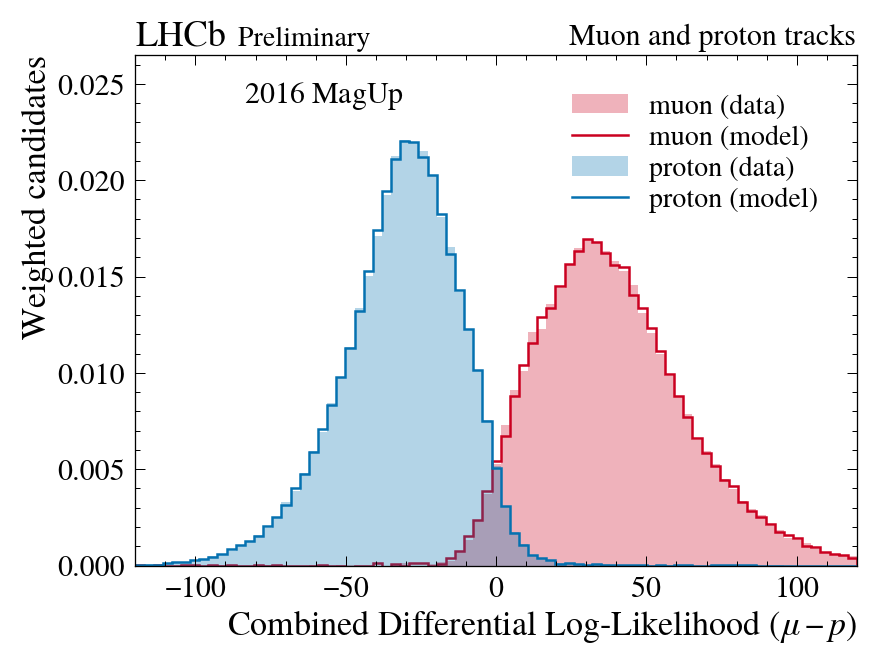 LHCb Preliminary
Muon and proton tracks
2016 MagUp
muon (data)
muon (model)
proton (data)
proton (model)
Weighted candidates
0.025
0.020
0.015
0.010
0.005
0.000
−100 −50 0 50 100
Combined Differential Log-Likelihood (μ − p)